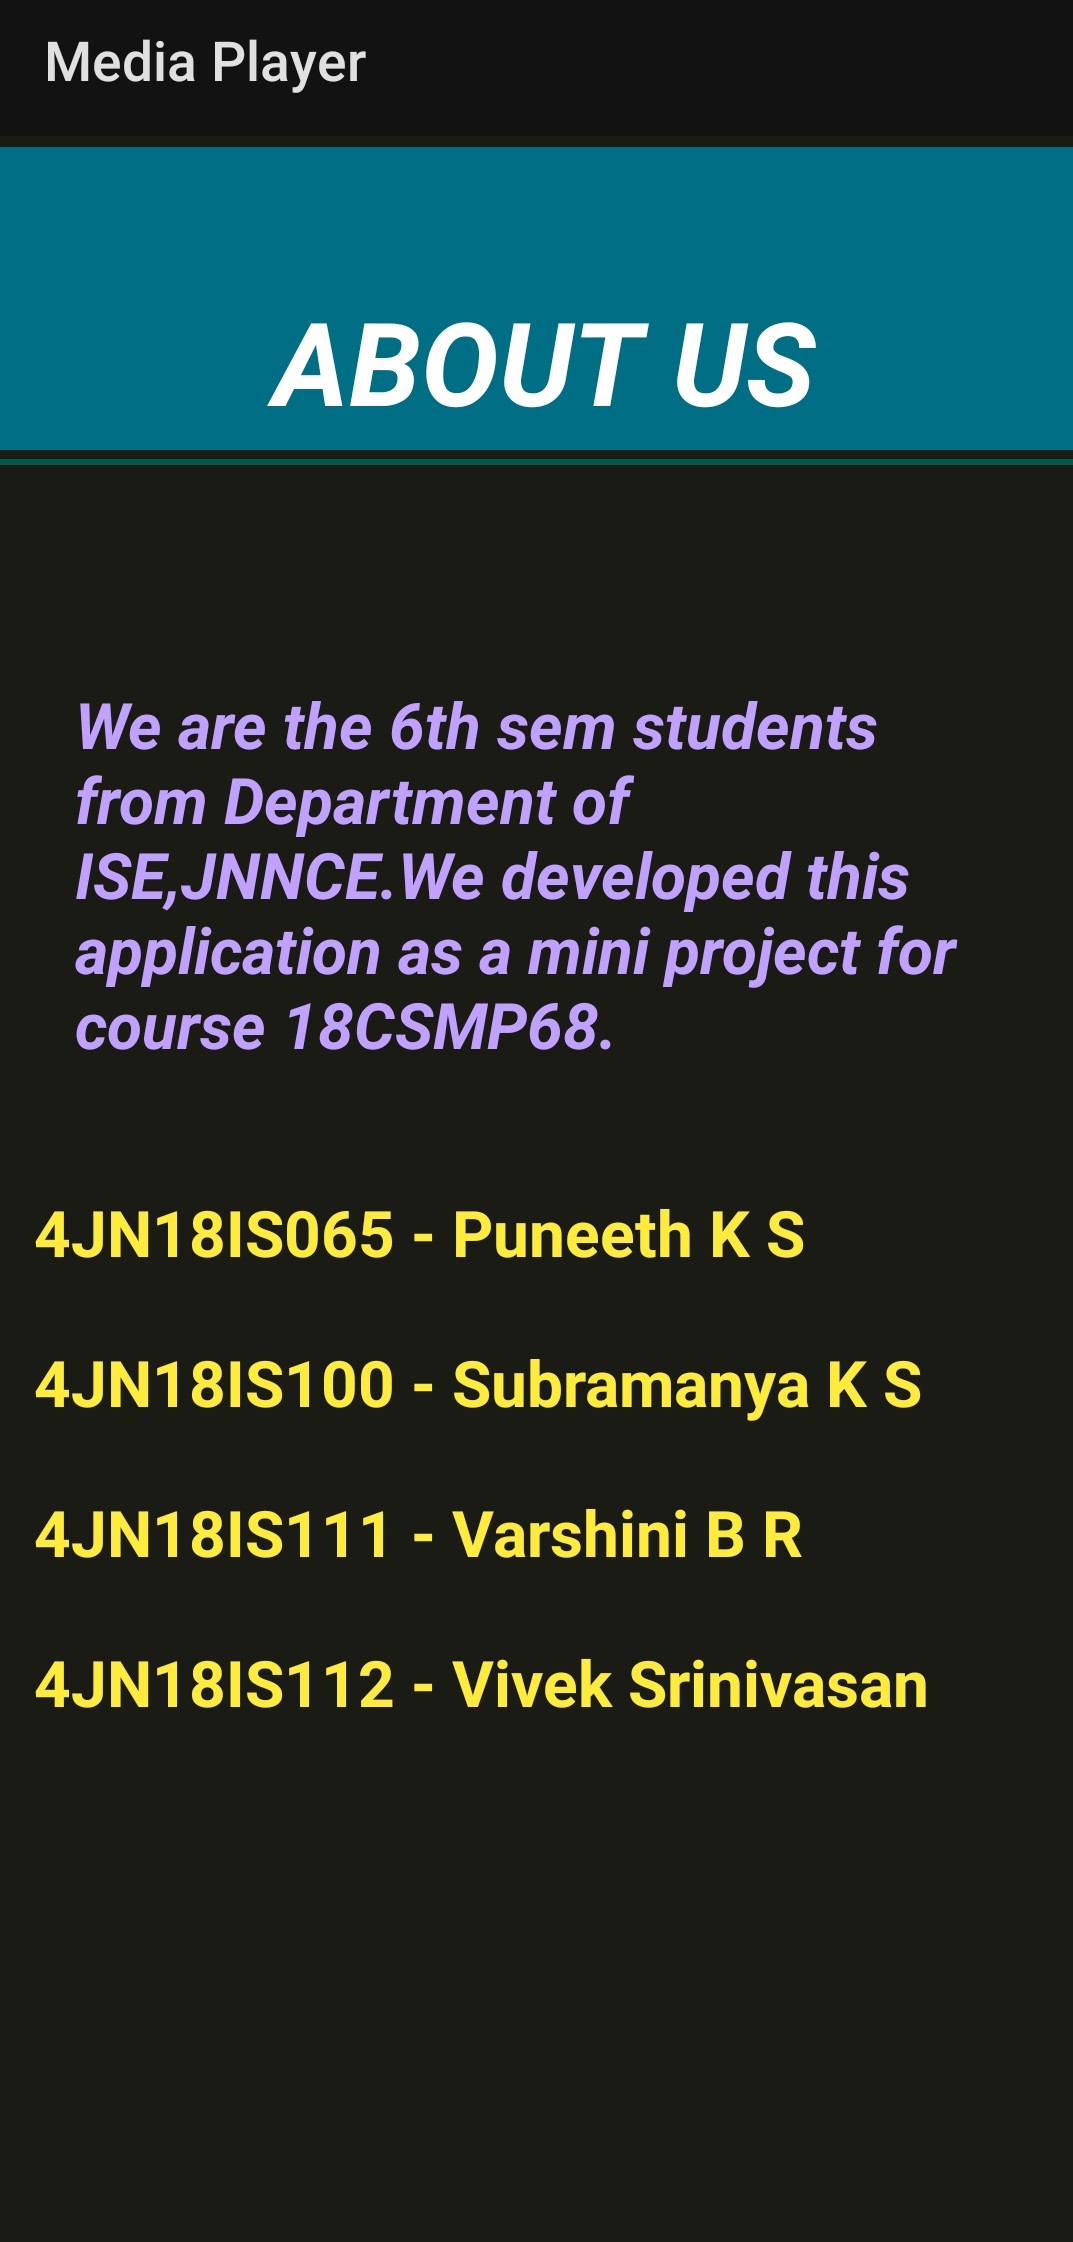 Media Player
ABOUT US
We are the 6th sem students
from Department of
ISE,JNNCE.We developed this
application as a mini project for
course 18CSMP68.
4JN18IS065 - Puneeth K S
4JN18IS100 - Subramanya K S
4JN18IS111 - Varshini B R
4JN18IS112 - Vivek Srinivasan